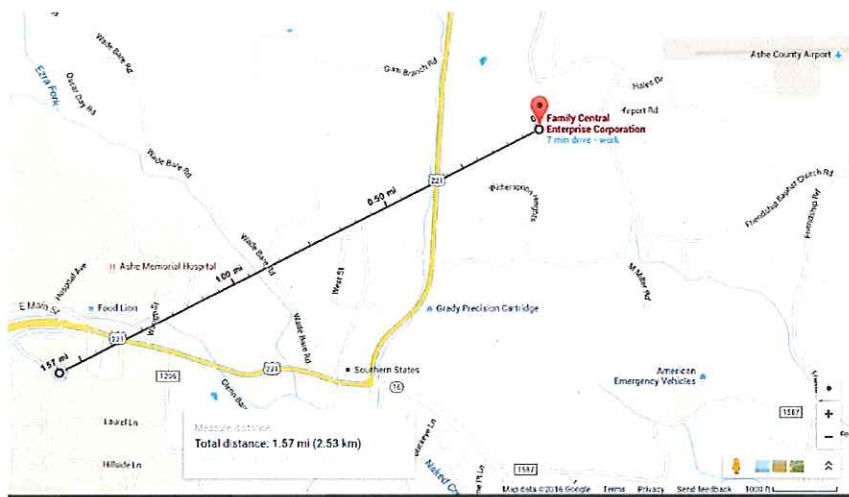 Wade Bare Rd
Ezra Fork
Oscar Day Rd
Wade Bare Rd
Gam Branch Rd
221
Ashe County Airport
Hales Dr
Family Central
Enterprise Corporation
7 min drive - work
0.50 mi
Friendship Baptist Church Rd
Friendship Rd
Wade Bare Rd
1.00 mi
West St
M Miller Rd
H Ashe Memorial Hospital
Hospital Ave
E Main St
Food Lion
221
Grady Precision Cartridge
Wade Bare Rd
1.57 mi
221
Southern States
16
1206
American
Emergency Vehicles
1587
Laurel Ln
Hillside Ln
Measure distance
Total distance: 1.57 mi (2.53 km)
1587
Map data ©2016 Google Terms Privacy Send feedback 1000 ft